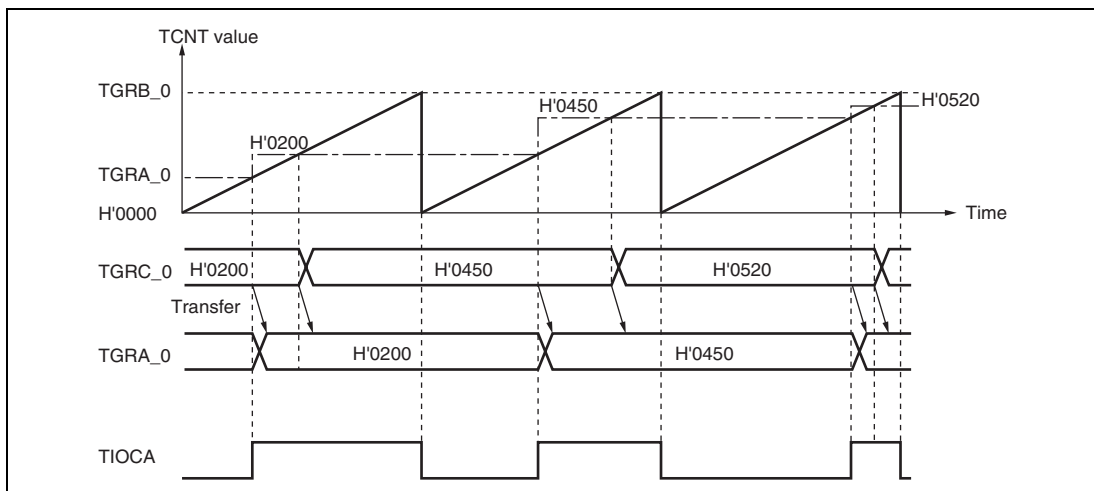 TCNT value
TGRB_0
H'0520
H'0450
H'0200
TGRA_0
H'0000
Time
TGRC_0
H'0200
H'0450
H'0520
Transfer
TGRA_0
H'0200
H'0450
TIOCA